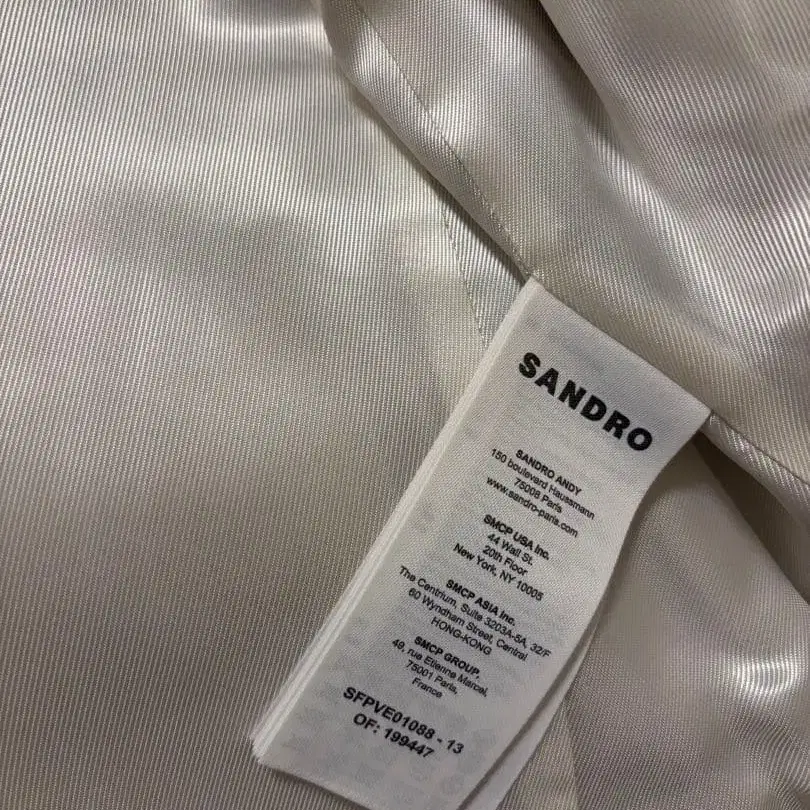 SANDRO
SANDRO ANDY
150 boulevard Haussmann
75008 Paris
www.sandro-paris.com
SMCP USA Inc.
44 Wall St.
20th Floor
New York, NY 10005
SMCP ASIA Inc.
The Centrium, Suite 3203A-5A, 32/F
60 Wyndham Street, Central
HONG-KONG
SMCP GROUP.
49, rue Etienne Marcel,
75001 Paris,
France
SFPVE01088 - 13
OF: 199447